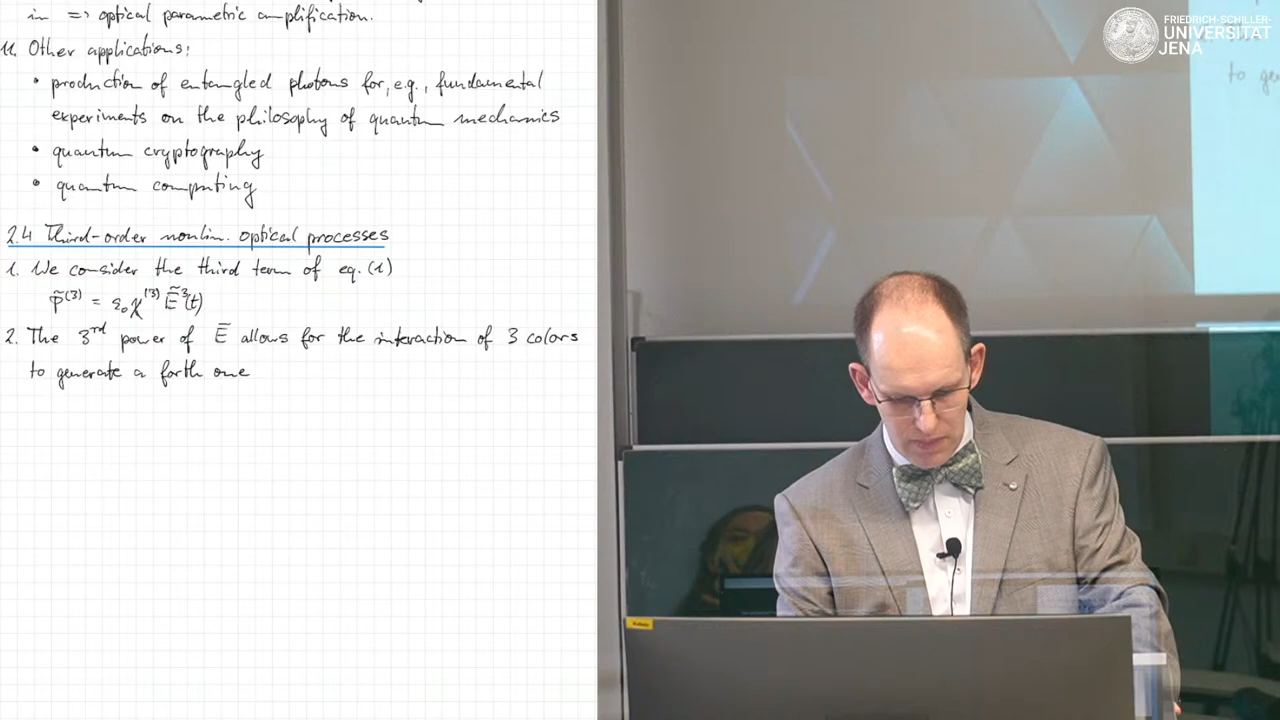 in => optical parametric amplification.
11. Other applications:
• production of entangled photons for, e.g., fundamental
experiments on the philosophy of quantum mechanics
• quantum cryptography
• quantum computing
2.4 Third-order nonlin. optical processes
1. We consider the third term of eq. (1)
P̃⁽³⁾ = ε₀ χ⁽³⁾ Ẽ³(t)
2. The 3rd power of Ẽ allows for the interaction of 3 colors
to generate a forth one
FRIEDRICH-SCHILLER-
UNIVERSITÄT
JENA
to ge